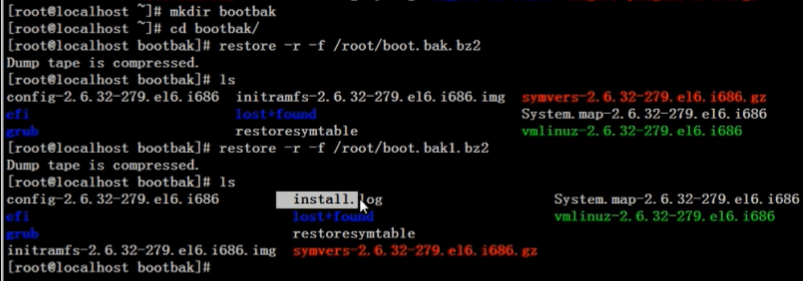 [root@localhost ~]# mkdir bootbak
[root@localhost ~]# cd bootbak/
[root@localhost bootbak]# restore -r -f /root/boot.bak.bz2
Dump tape is compressed.
[root@localhost bootbak]# ls
config-2.6.32-279.el6.i686 initramfs-2.6.32-279.el6.i686.img symvers-2.6.32-279.el6.i686.gz
efi lost+found System.map-2.6.32-279.el6.i686
grub restoresymtable vmlinuz-2.6.32-279.el6.i686
[root@localhost bootbak]# restore -r -f /root/boot.bak1.bz2
Dump tape is compressed.
[root@localhost bootbak]# ls
config-2.6.32-279.el6.i686 install.log System.map-2.6.32-279.el6.i686
efi lost+found vmlinuz-2.6.32-279.el6.i686
grub restoresymtable
initramfs-2.6.32-279.el6.i686.img symvers-2.6.32-279.el6.i686.gz
[root@localhost bootbak]#